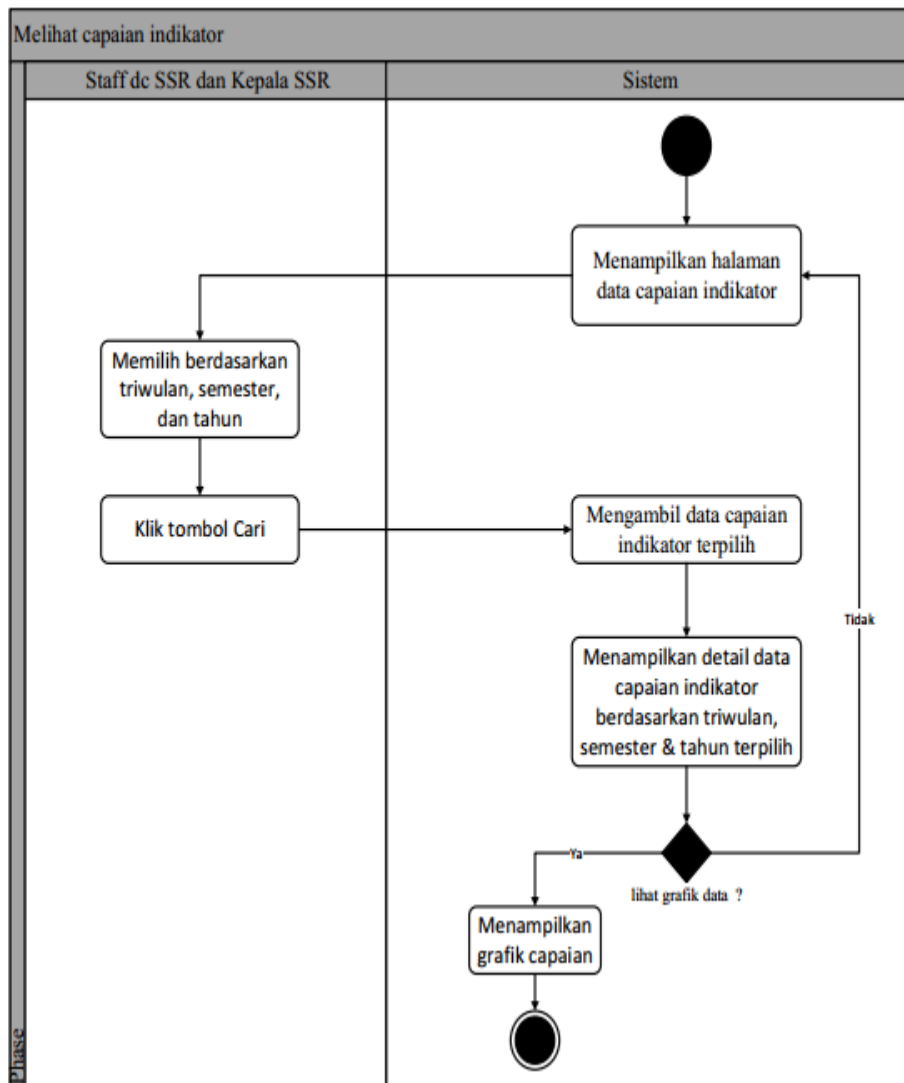 Melihat capaian indikator
Staff dc SSR dan Kepala SSR
Sistem
Menampilkan halaman
data capaian indikator
Memilih berdasarkan
triwulan, semester,
dan tahun
Klik tombol Cari
Mengambil data capaian
indikator terpilih
Tidak
Menampilkan detail data
capaian indikator
berdasarkan triwulan,
semester & tahun terpilih
Ya
lihat grafik data ?
Menampilkan
grafik capaian
Phase